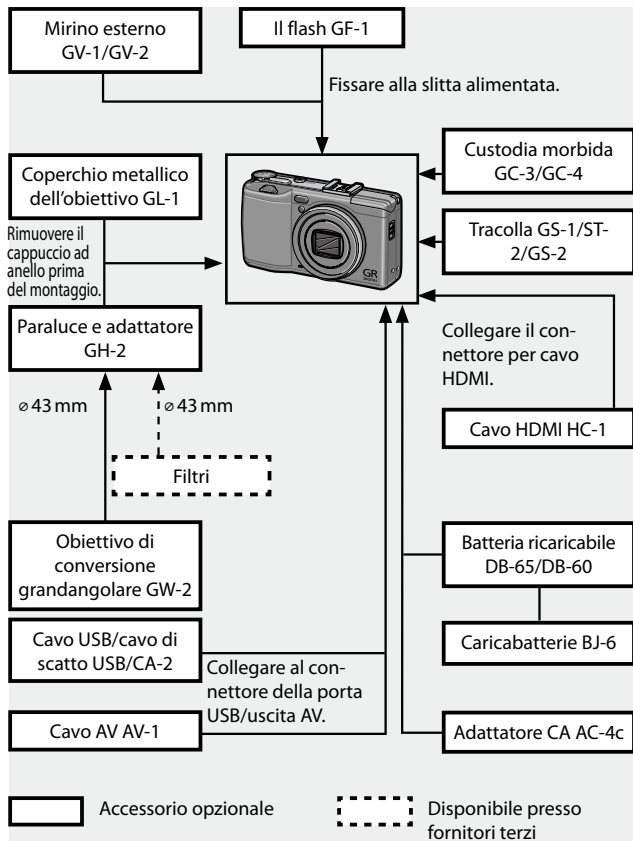 Mirino esterno
GV-1/GV-2
Il flash GF-1
Fissare alla slitta alimentata.
Coperchio metallico
dell'obiettivo GL-1
Custodia morbida
GC-3/GC-4
Rimuovere il
cappuccio ad
anello prima
del montaggio.
Tracolla GS-1/ST-
2/GS-2
GR
DIGITAL
Paraluce e adattatore
GH-2
Collegare il con-
nettore per cavo
HDMI.
⌀ 43 mm
⌀ 43 mm
Cavo HDMI HC-1
Filtri
Obiettivo di
conversione
grandangolare GW-2
Batteria ricaricabile
DB-65/DB-60
Cavo USB/cavo di
scatto USB/CA-2
Caricabatterie BJ-6
Collegare al con-
nettore della porta
USB/uscita AV.
Cavo AV AV-1
Adattatore CA AC-4c
Accessorio opzionale
Disponibile presso
fornitori terzi